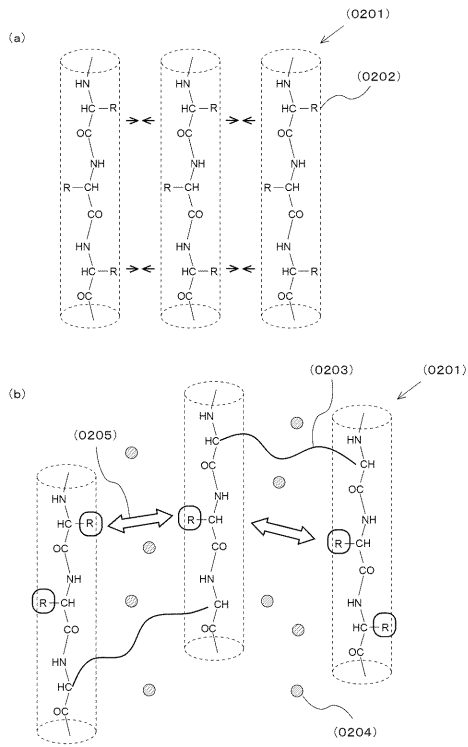 (a)
(0201)
(0202)
HN HN HN
HC—R HC—R HC—R
OC OC OC
NH NH NH
R—CH R—CH R—CH
CO CO CO
HN HN HN
HC—R HC—R HC—R
OC OC OC
(b)
(0203)
(0201)
(0205)
HN
HN
CH
CH
OC
OC
HN
NH
NH
HC—R
R—CH
R—CH
OC
CO
CO
NH
HN
HN
R—CH
CH
HC—R
CO
OC
OC
HN
HC
OC
(0204)